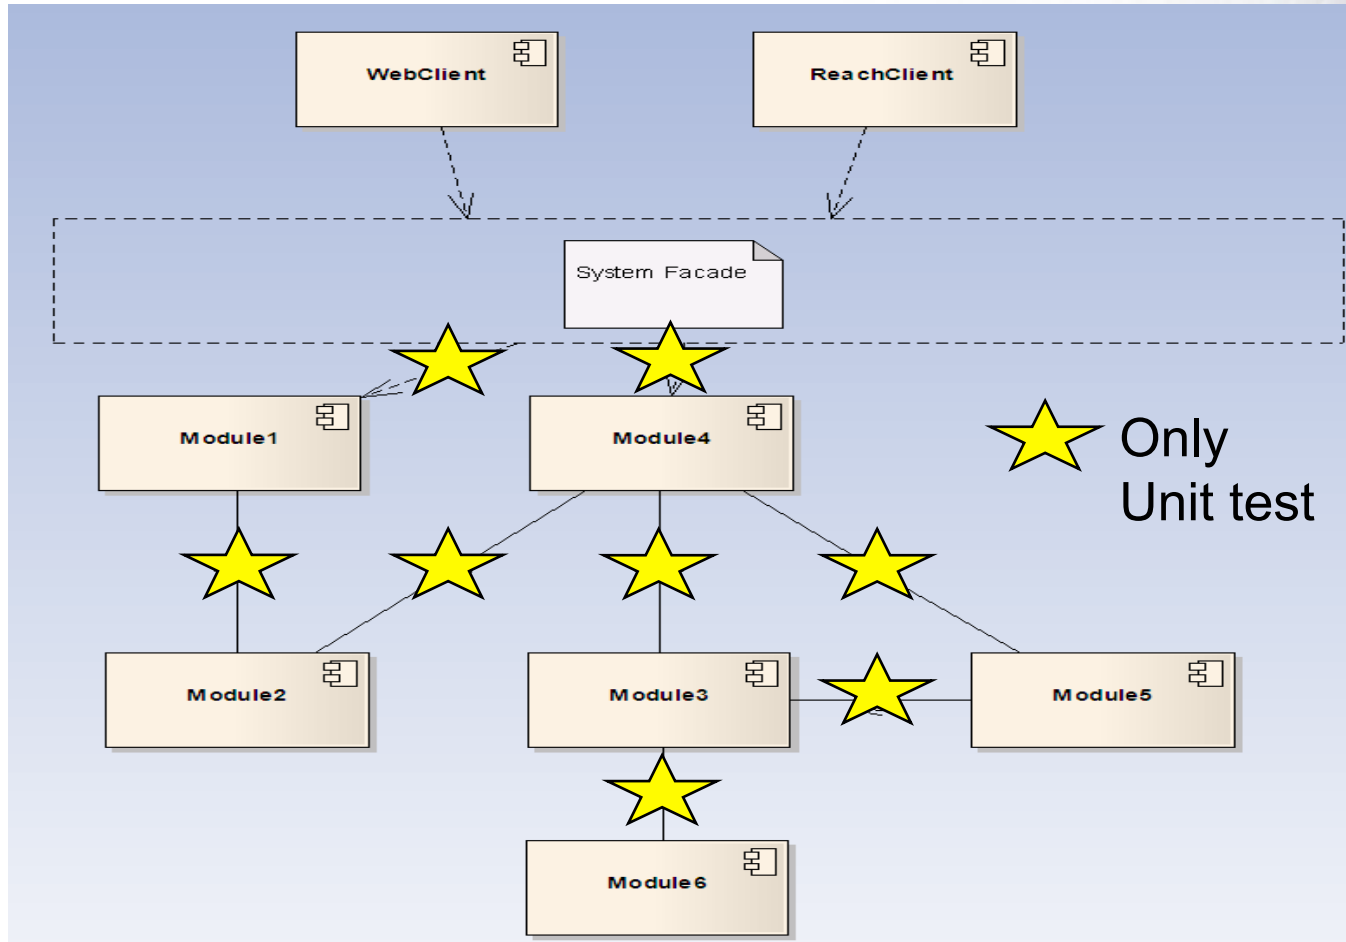 WebClient
ReachClient
System Facade
Module1
Module4
Only
Unit test
Module2
Module3
Module5
Module6